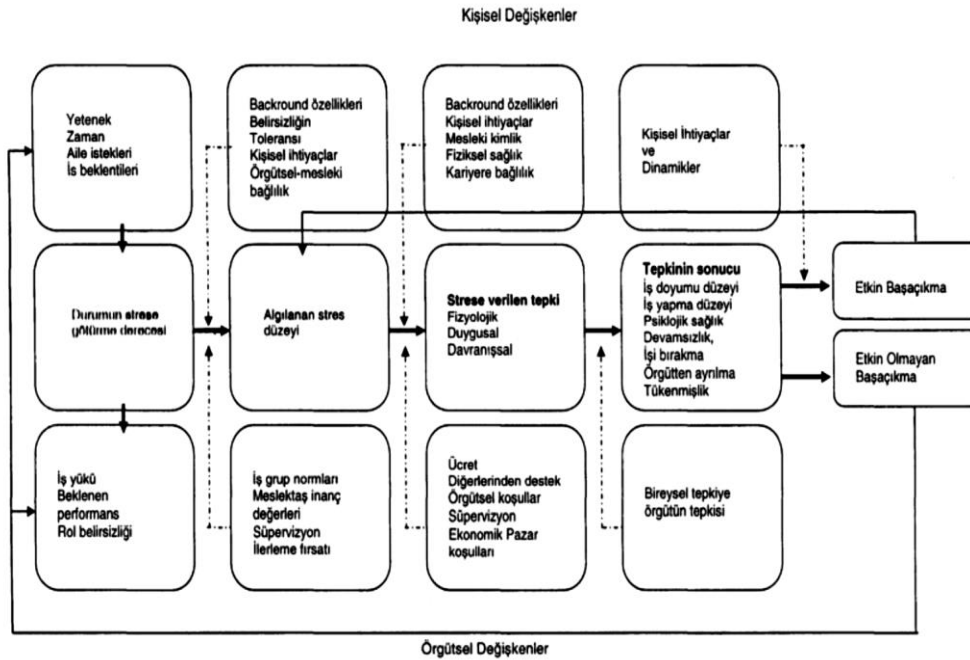 Kişisel Değişkenler
Yetenek
Zaman
Aile istekleri
İs beklentileri
Backround özellikleri
Belirsizliğin
Toleransı
Kişisel ihtiyaçlar
Örgütsel-mesleki
bağlılık
Backround özellikleri
Kişisel ihtiyaçlar
Mesleki kimlik
Fiziksel sağlık
Kariyere bağlılık
Kişisel İhtiyaçlar
ve
Dinamikler
Durumun strese
götürme derecesi
Algılanan stres
düzeyi
Strese verilen tepki
Fizyolojik
Duygusal
Davranışsal
Tepkinin sonucu
İş doyumu düzeyi
İş yapma düzeyi
Psiklojik sağlık
Devamsızlık,
İşi bırakma
Örgütten ayrılma
Tükenmişlik
Etkin Başaçıkma
Etkin Olmayan
Başaçıkma
İş yükü
Beklenen
performans
Rol belirsizliği
İş grup normları
Meslektaş inanç
değerleri
Süpervizyon
İlerleme fırsatı
Ücret
Diğerlerinden destek
Örgütsel koşullar
Süpervizyon
Ekonomik Pazar
koşulları
Bireysel tepkiye
örgütün tepkisi
Örgütsel Değişkenler